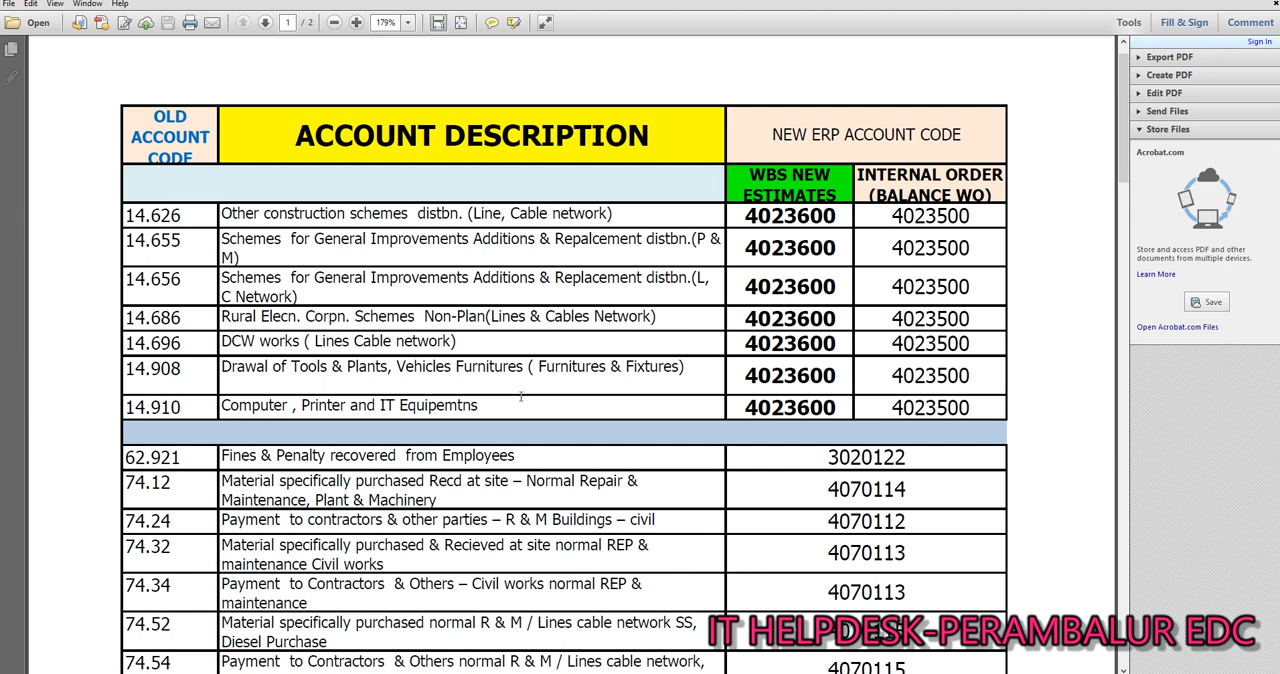 File Edit View Window Help
Open 1 / 2 179% Tools Fill & Sign Comment
Sign In
Export PDF
Create PDF
Edit PDF
Send Files
Store Files
Acrobat.com
Store and access PDF and other
documents from multiple devices.
Learn More
Save
Open Acrobat.com Files
OLD
ACCOUNT
CODE
ACCOUNT DESCRIPTION
NEW ERP ACCOUNT CODE
WBS NEW
ESTIMATES
INTERNAL ORDER
(BALANCE WO)
14.626 Other construction schemes distbn. (Line, Cable network) 4023600 4023500
14.655 Schemes for General Improvements Additions & Repalcement distbn.(P &
M) 4023600 4023500
14.656 Schemes for General Improvements Additions & Replacement distbn.(L,
C Network) 4023600 4023500
14.686 Rural Elecn. Corpn. Schemes Non-Plan(Lines & Cables Network) 4023600 4023500
14.696 DCW works ( Lines Cable network) 4023600 4023500
14.908 Drawal of Tools & Plants, Vehicles Furnitures ( Furnitures & Fixtures) 4023600 4023500
14.910 Computer , Printer and IT Equipemtns 4023600 4023500
62.921 Fines & Penalty recovered from Employees 3020122
74.12 Material specifically purchased Recd at site – Normal Repair &
Maintenance, Plant & Machinery 4070114
74.24 Payment to contractors & other parties – R & M Buildings – civil 4070112
74.32 Material specifically purchased & Recieved at site normal REP &
maintenance Civil works 4070113
74.34 Payment to Contractors & Others – Civil works normal REP &
maintenance 4070113
74.52 Material specifically purchased normal R & M / Lines cable network SS,
Diesel Purchase
74.54 Payment to Contractors & Others normal R & M / Lines cable network, 4070115
IT HELPDESK-PERAMBALUR EDC